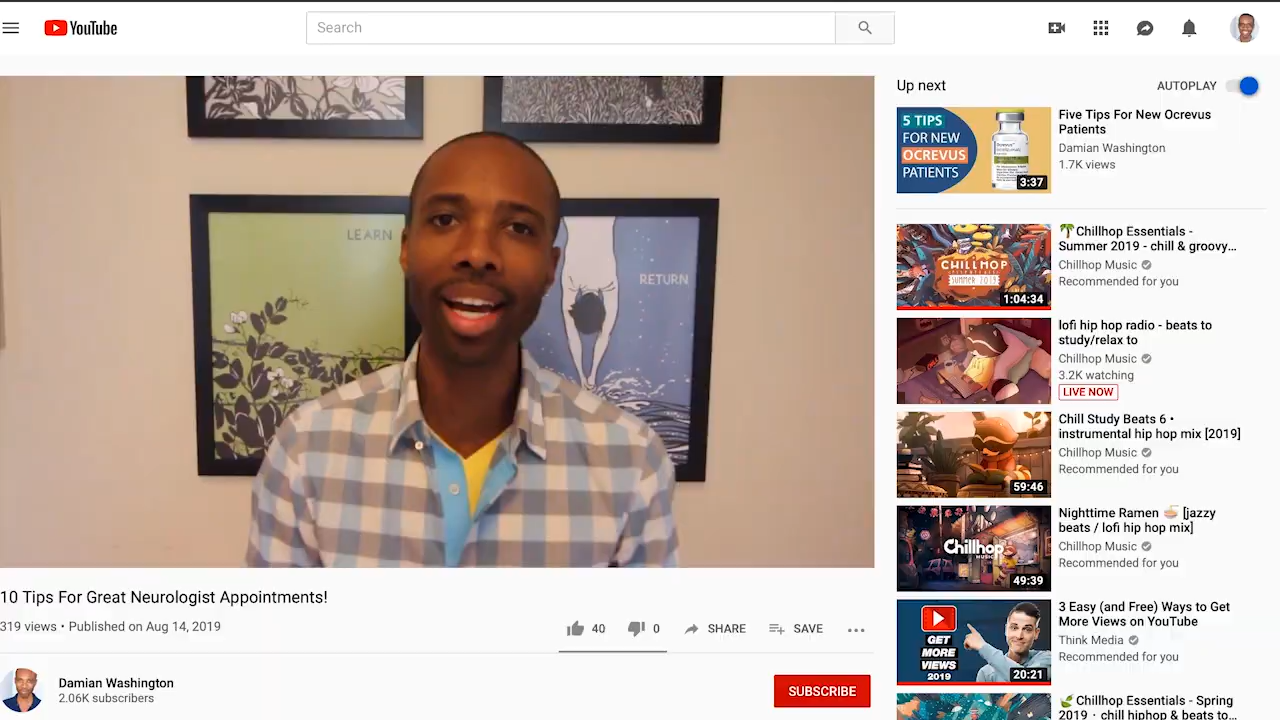 YouTube
Search
LEARN
RETURN
10 Tips For Great Neurologist Appointments!
319 views • Published on Aug 14, 2019
40
0
SHARE
SAVE
Damian Washington
2.06K subscribers
SUBSCRIBE
Up next
AUTOPLAY
5 TIPS
FOR NEW
OCREVUS
PATIENTS
Ocrevus
3:37
Five Tips For New Ocrevus
Patients
Damian Washington
1.7K views
CHILLHOP
ESSENTIALS
SUMMER 2019
1:04:34
🌴Chillhop Essentials -
Summer 2019 - chill & groovy…
Chillhop Music
Recommended for you
lofi hip hop radio - beats to
study/relax to
Chillhop Music
3.2K watching
LIVE NOW
59:46
Chill Study Beats 6 •
instrumental hip hop mix [2019]
Chillhop Music
Recommended for you
Chillhop
MUSIC
49:39
Nighttime Ramen 🍜 [jazzy
beats / lofi hip hop mix]
Chillhop Music
Recommended for you
GET
MORE
VIEWS
2019
20:21
3 Easy (and Free) Ways to Get
More Views on YouTube
Think Media
Recommended for you
🍃Chillhop Essentials - Spring
2019 • chill hiphop & beats to…